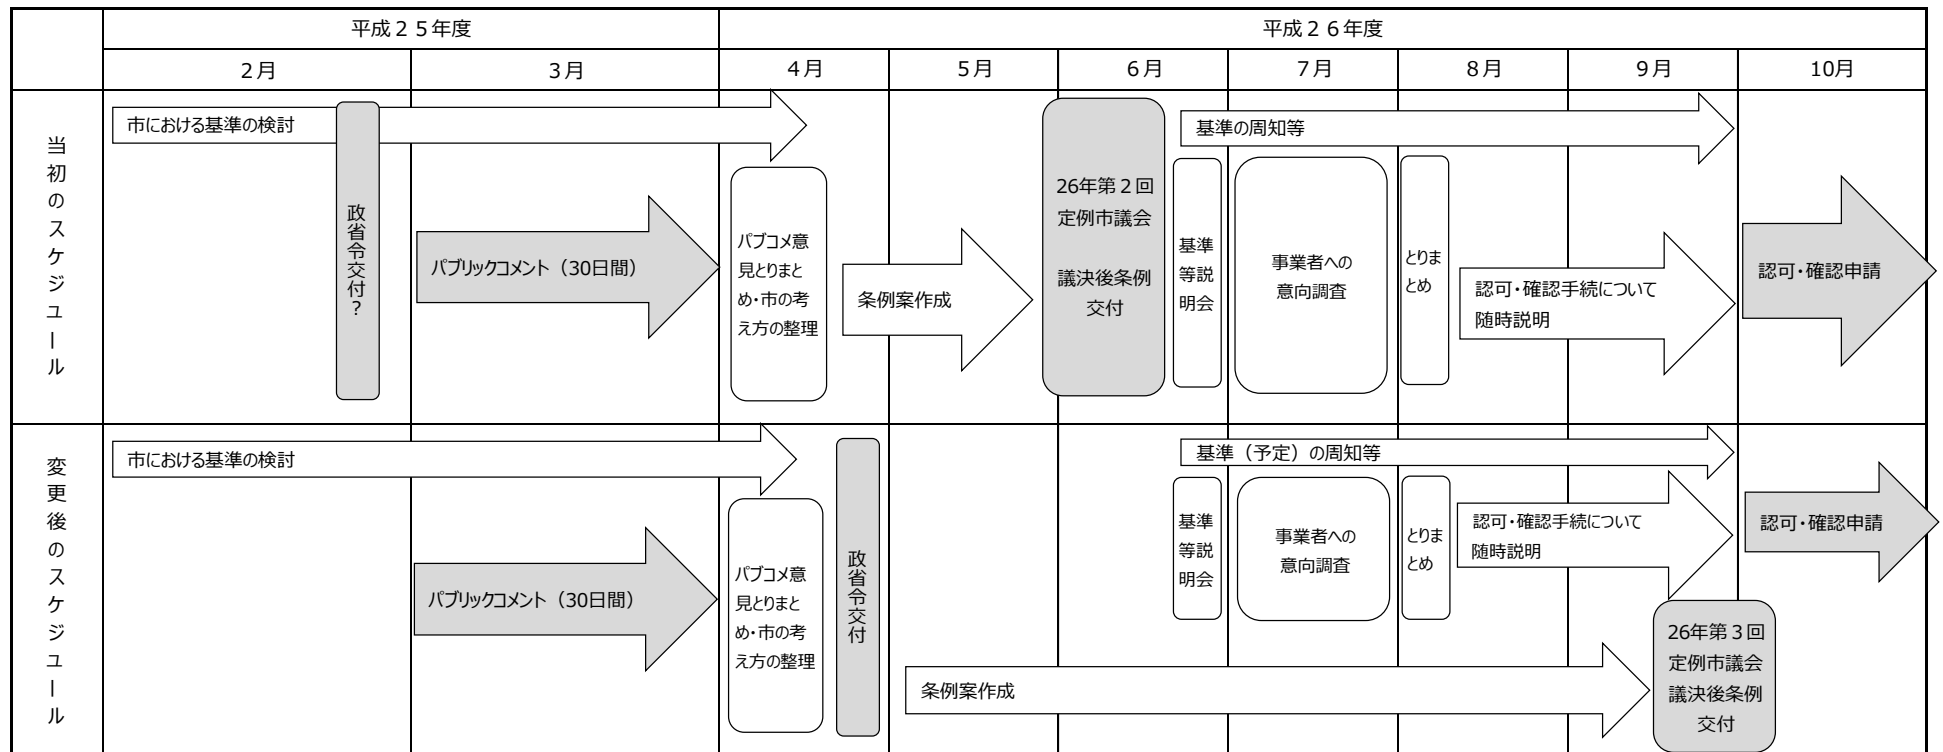 平成２５年度
平成２６年度
２月
３月
４月
５月
６月
７月
８月
９月
10月
当初のスケジュール
市における基準の検討
政省令交付？
パブリックコメント（30日間）
パブコメ意
見とりまと
め・市の考
え方の整理
条例案作成
26年第２回
定例市議会
議決後条例
交付
基準の周知等
基準
等説
明会
事業者への
意向調査
とりま
とめ
認可・確認手続について
随時説明
認可・確認申請
変更後のスケジュール
市における基準の検討
パブリックコメント（30日間）
パブコメ意
見とりまと
め・市の考
え方の整理
政省令交付
基準（予定）の周知等
基準
等説
明会
事業者への
意向調査
とりま
とめ
認可・確認手続について
随時説明
認可・確認申請
条例案作成
26年第３回
定例市議会
議決後条例
交付